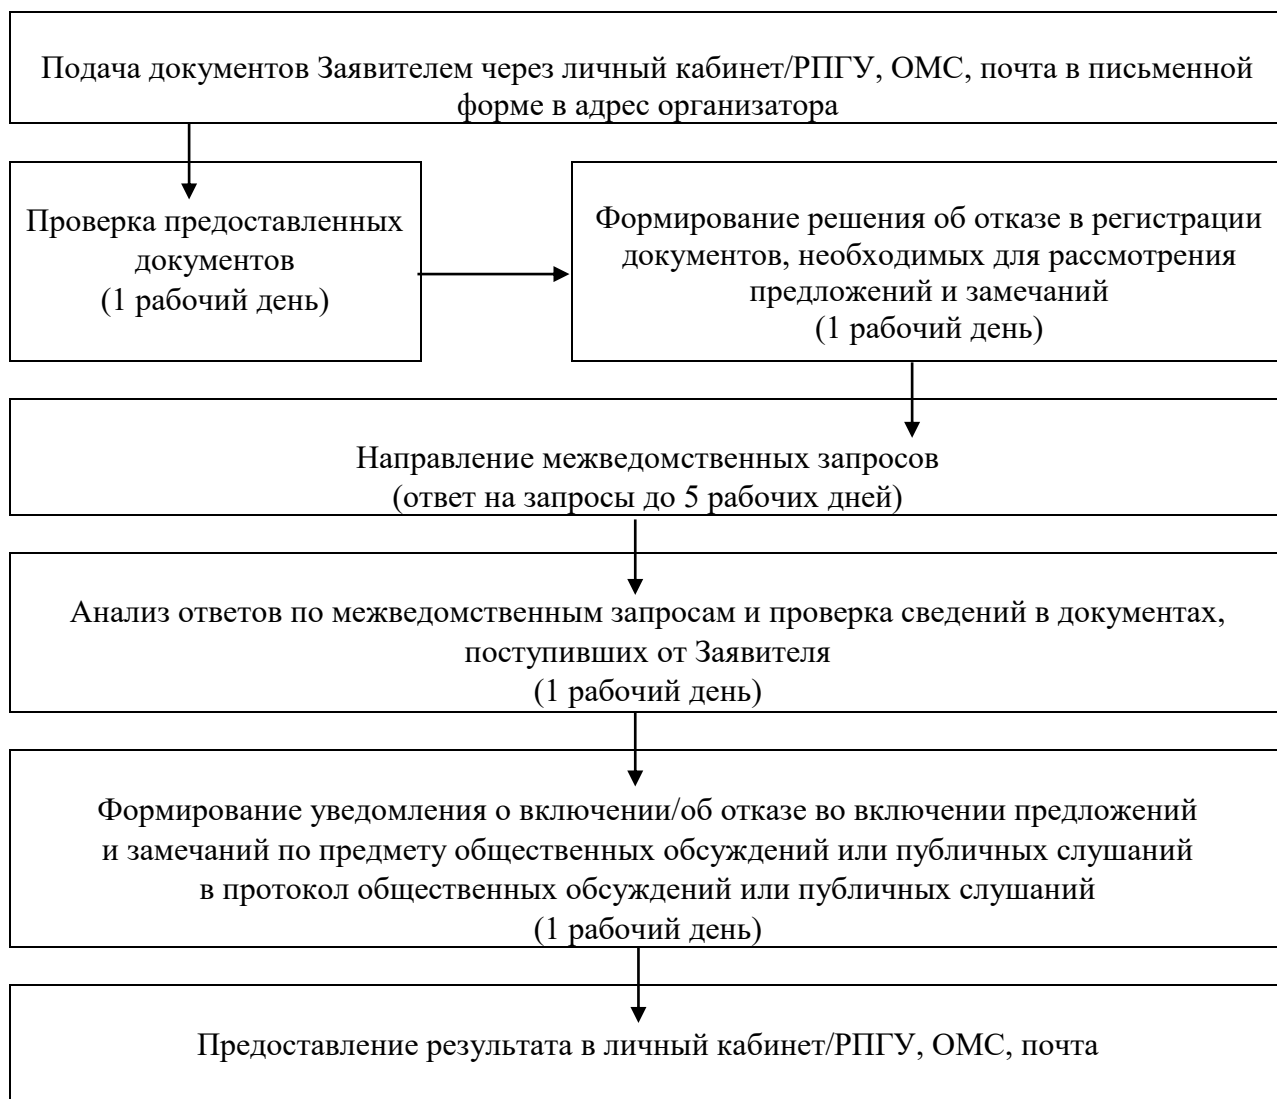 Подача документов Заявителем через личный кабинет/РПГУ, ОМС, почта в письменной
форме в адрес организатора
Проверка предоставленных
документов
(1 рабочий день)
Формирование решения об отказе в регистрации
документов, необходимых для рассмотрения
предложений и замечаний
(1 рабочий день)
Направление межведомственных запросов
(ответ на запросы до 5 рабочих дней)
Анализ ответов по межведомственным запросам и проверка сведений в документах,
поступивших от Заявителя
(1 рабочий день)
Формирование уведомления о включении/об отказе во включении предложений
и замечаний по предмету общественных обсуждений или публичных слушаний
в протокол общественных обсуждений или публичных слушаний
(1 рабочий день)
Предоставление результата в личный кабинет/РПГУ, ОМС, почта